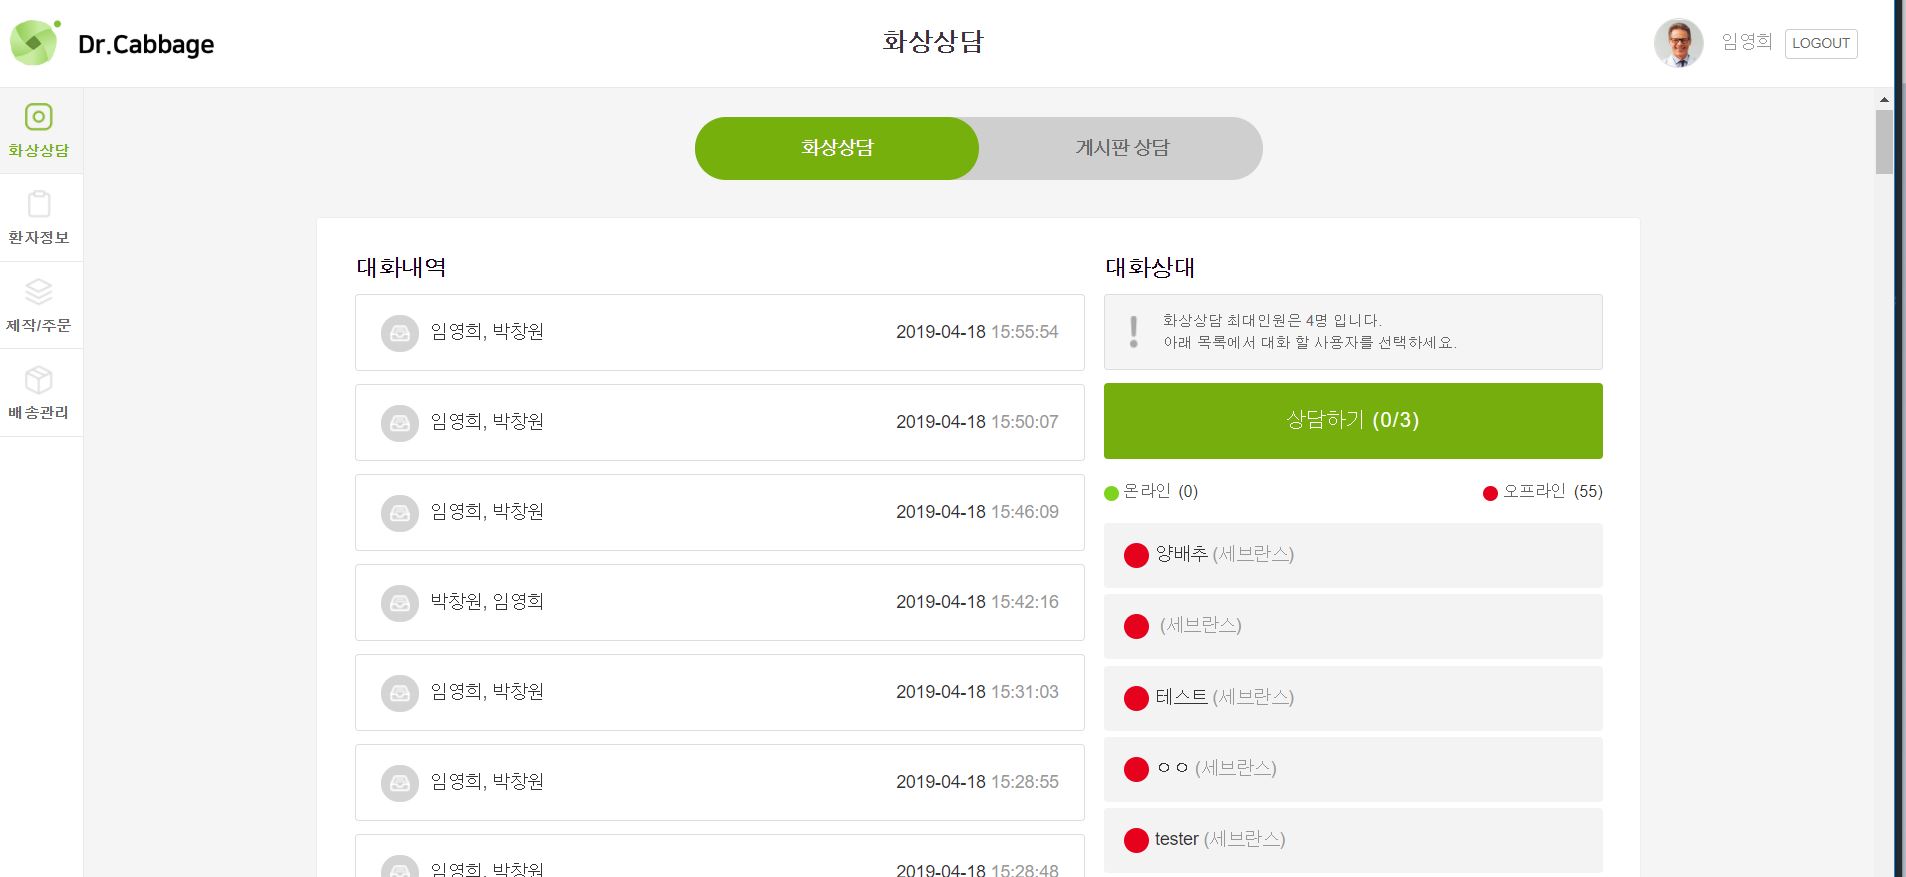 Dr.Cabbage
화상상담
임영희
LOGOUT
화상상담
환자정보
제작/주문
배송관리
화상상담
게시판 상담
대화내역
임영희, 박창원 2019-04-18 15:55:54
임영희, 박창원 2019-04-18 15:50:07
임영희, 박창원 2019-04-18 15:46:09
박창원, 임영희 2019-04-18 15:42:16
임영희, 박창원 2019-04-18 15:31:03
임영희, 박창원 2019-04-18 15:28:55
임영희, 박창원 2019-04-18 15:28:48
대화상대
화상상담 최대인원은 4명 입니다.
아래 목록에서 대화 할 사용자를 선택하세요.
상담하기 (0/3)
온라인 (0)
오프라인 (55)
양배추 (세브란스)
(세브란스)
테스트 (세브란스)
ㅇㅇ (세브란스)
tester (세브란스)